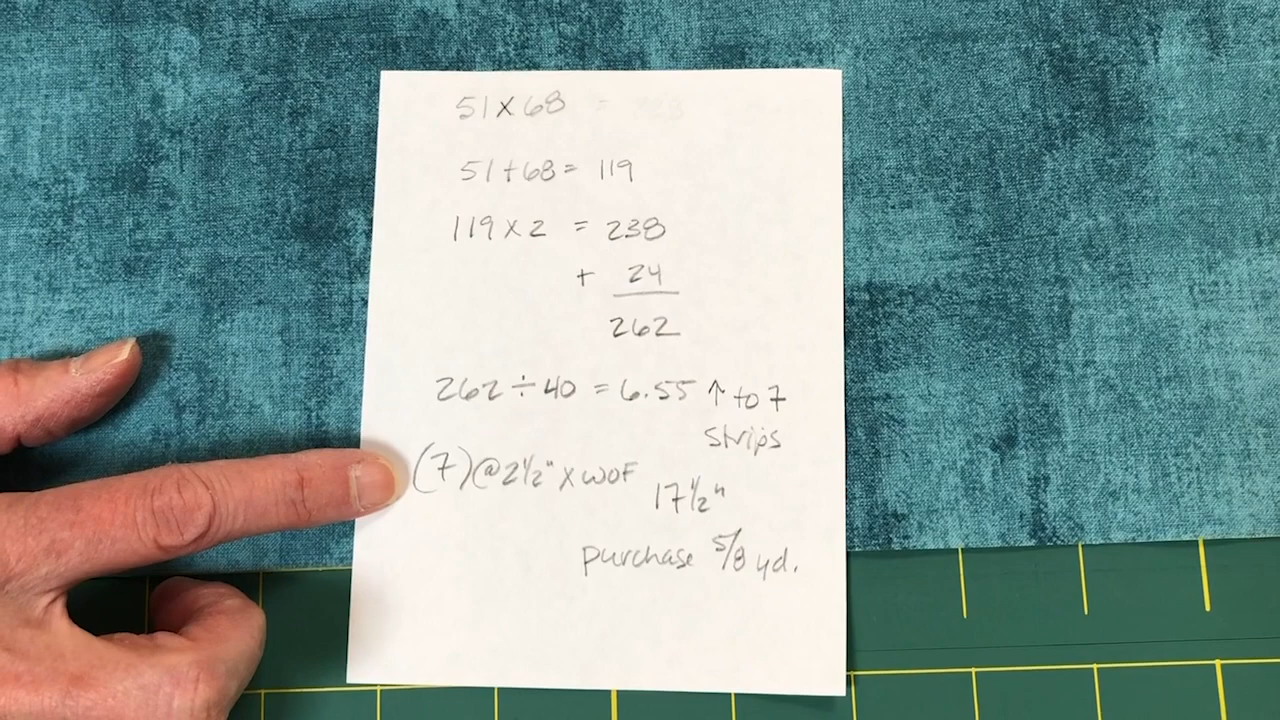 51 x 68 =
51 + 68 = 119
119 x 2 = 238
+ 24
262
262 ÷ 40 = 6.55 ↑ to 7
strips
(7) @ 2½" x WOF
17½"
purchase 5/8 yd.